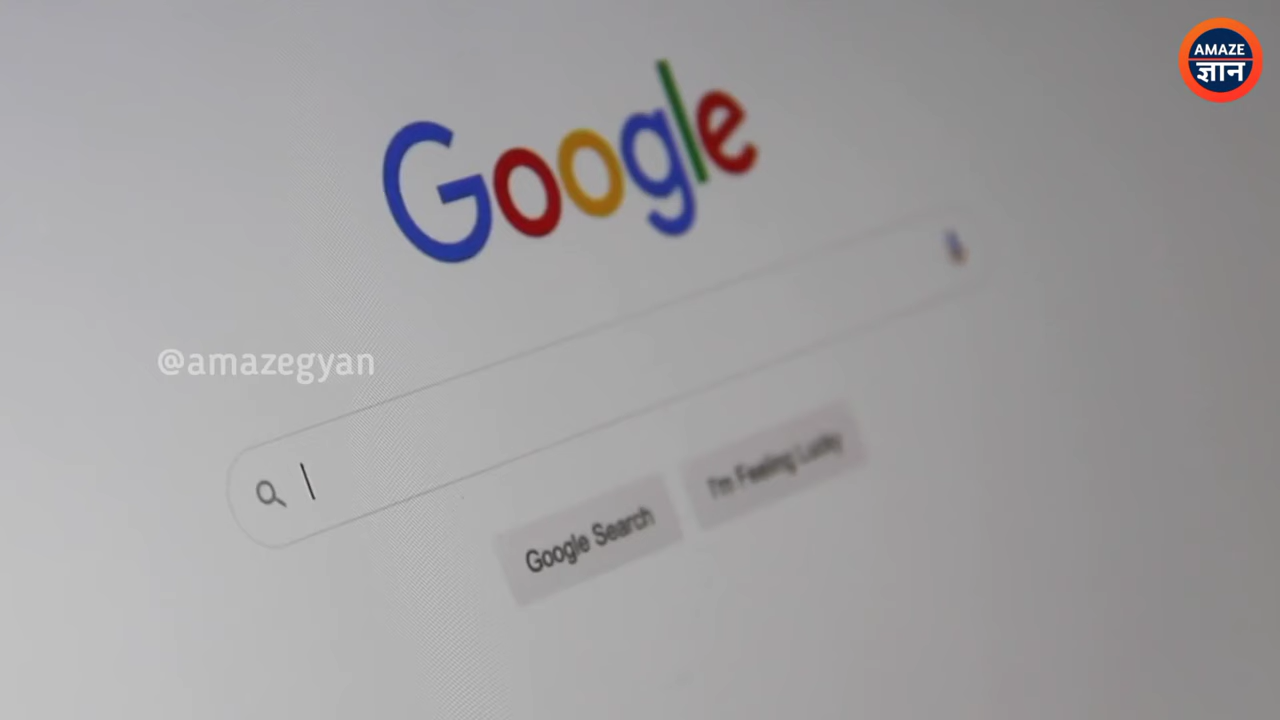 AMAZE
ज्ञान
Google
@amazegyan
Google Search
I'm Feeling Lucky